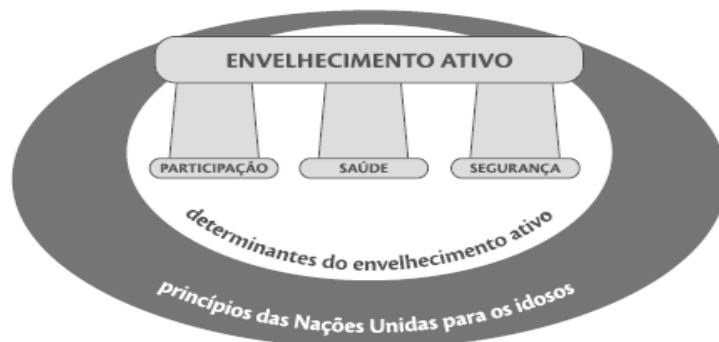 ENVELHECIMENTO ATIVO
PARTICIPAÇÃO
SAÚDE
SEGURANÇA
determinantes do envelhecimento ativo
princípios das Nações Unidas para os idosos